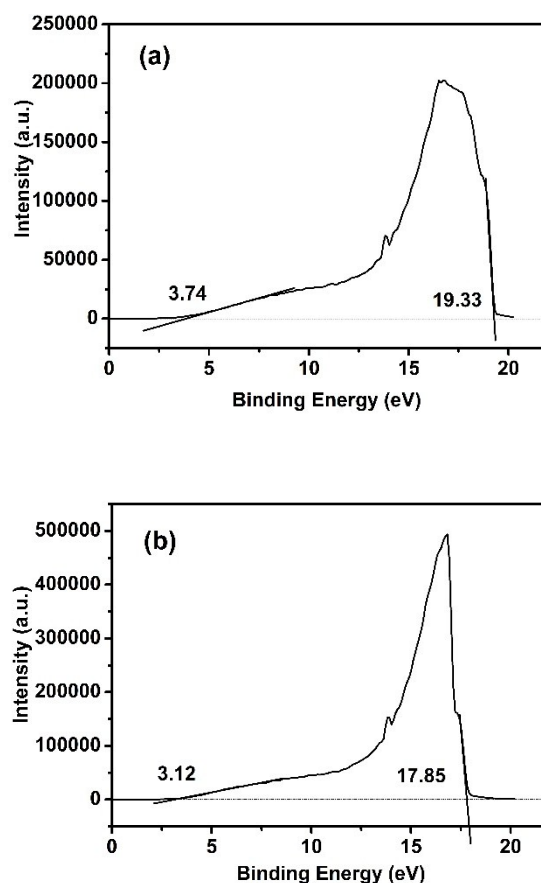 250000
(a)
200000
150000
100000
50000
0
Intensity (a.u.)
3.74
19.33
0 5 10 15 20
Binding Energy (eV)
(b)
500000
400000
300000
200000
100000
0
Intensity (a.u.)
3.12
17.85
0 5 10 15 20
Binding Energy (eV)